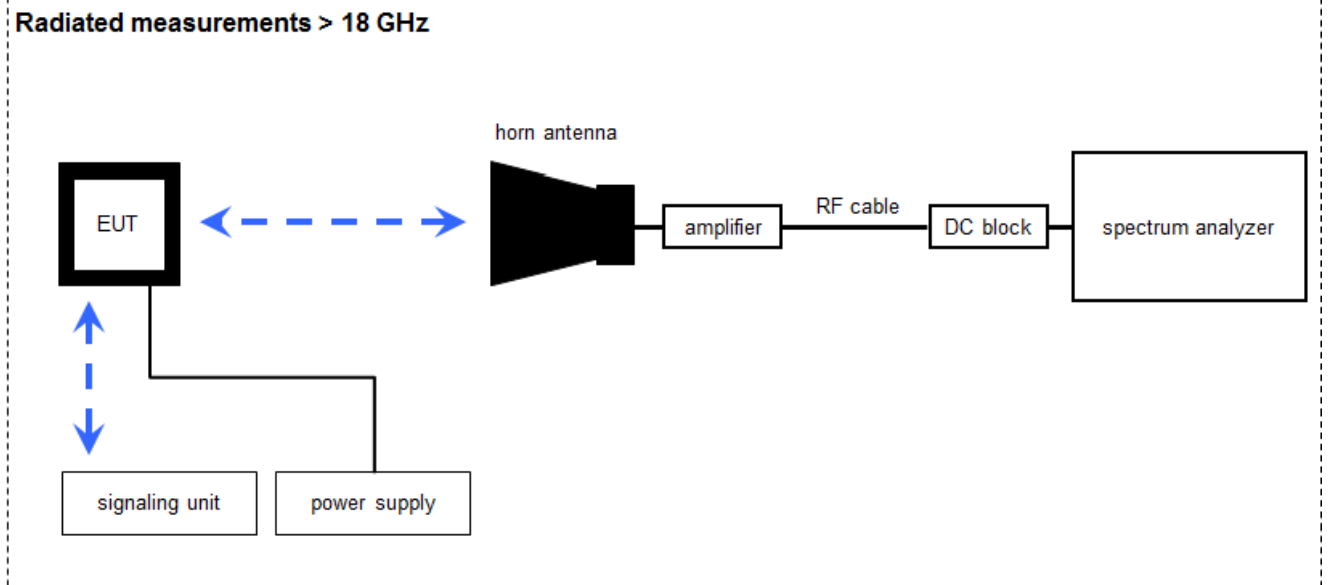 Radiated measurements > 18 GHz
horn antenna
EUT
amplifier
RF cable
DC block
spectrum analyzer
signaling unit
power supply